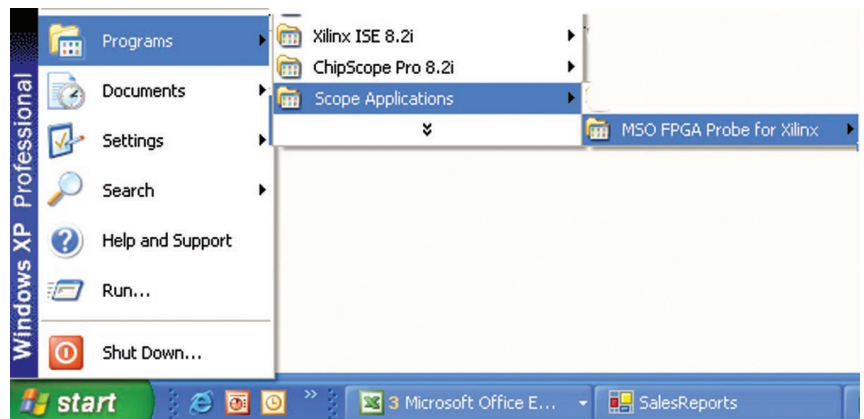 Windows XP Professional
Programs
Documents
Settings
Search
Help and Support
Run...
Shut Down...
Xilinx ISE 8.2i
ChipScope Pro 8.2i
Scope Applications
MSO FPGA Probe for Xilinx
start
»
3 Microsoft Office E...
SalesReports